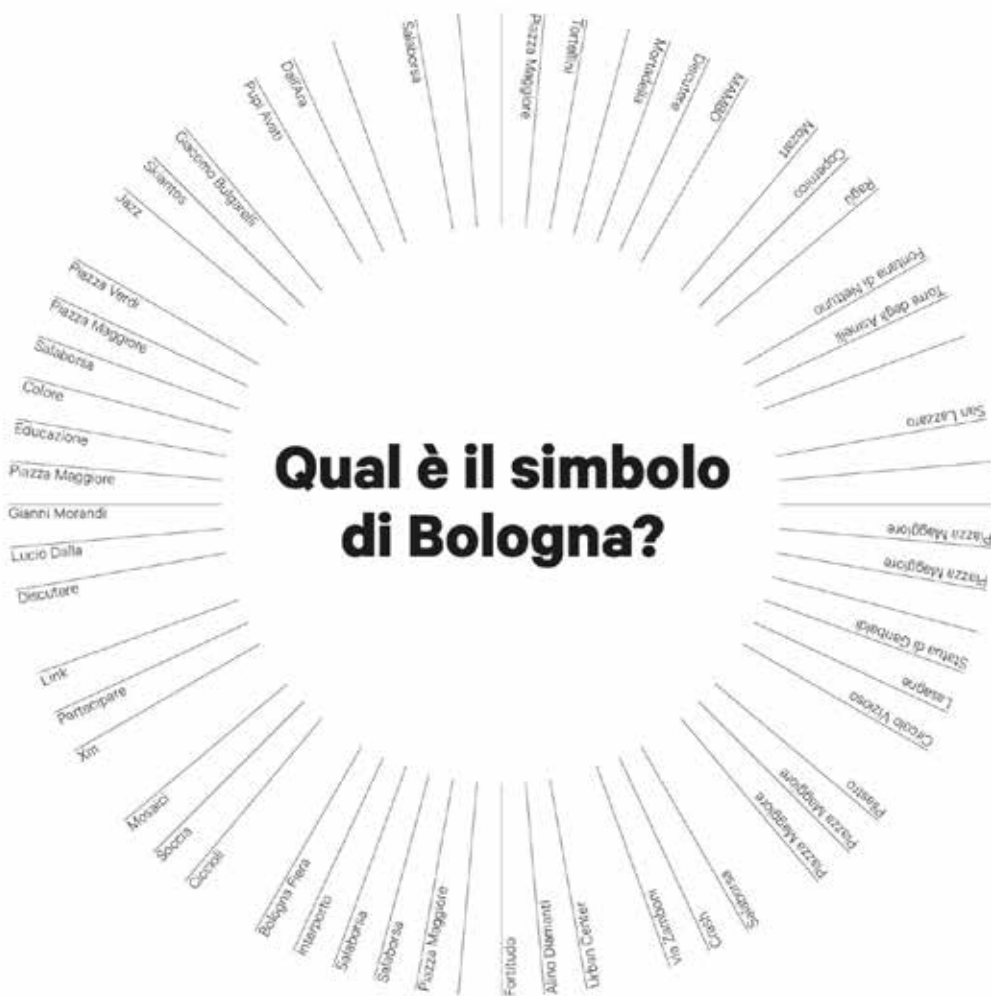 Qual è il simbolo
di Bologna?
Piazza Maggiore
Tortellini
Mortadella
Discutere
MAMBO
Mozart
Copernico
Ragù
Fontana di Nettuno
Torre degli Asinelli
San Lazzaro
Piazza Maggiore
Piazza Maggiore
Statua di Garibaldi
Lasagne
Circolo Vizioso
Pilastro
Piazza Maggiore
Piazza Maggiore
Salaborsa
Crash
Via Zamboni
Urban Center
Alino Diamanti
Fortitudo
Piazza Maggiore
Salaborsa
Salaborsa
Interporto
Bologna Fiera
Ciccioli
Soccia
Mosaici
Xm
Partecipare
Link
Discutere
Lucio Dalla
Gianni Morandi
Piazza Maggiore
Educazione
Colore
Salaborsa
Piazza Maggiore
Piazza Verdi
Jazz
Skiantos
Giacomo Bulgarelli
Pupi Avati
Dall'Ara
Salaborsa